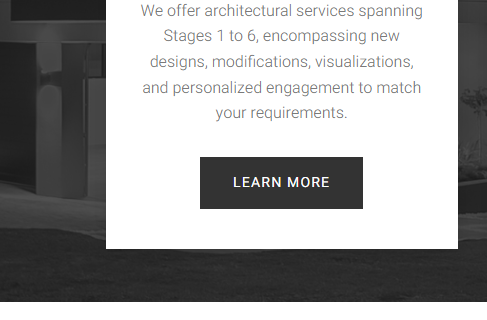 We offer architectural services spanning
Stages 1 to 6, encompassing new
designs, modifications, visualizations,
and personalized engagement to match
your requirements.
LEARN MORE